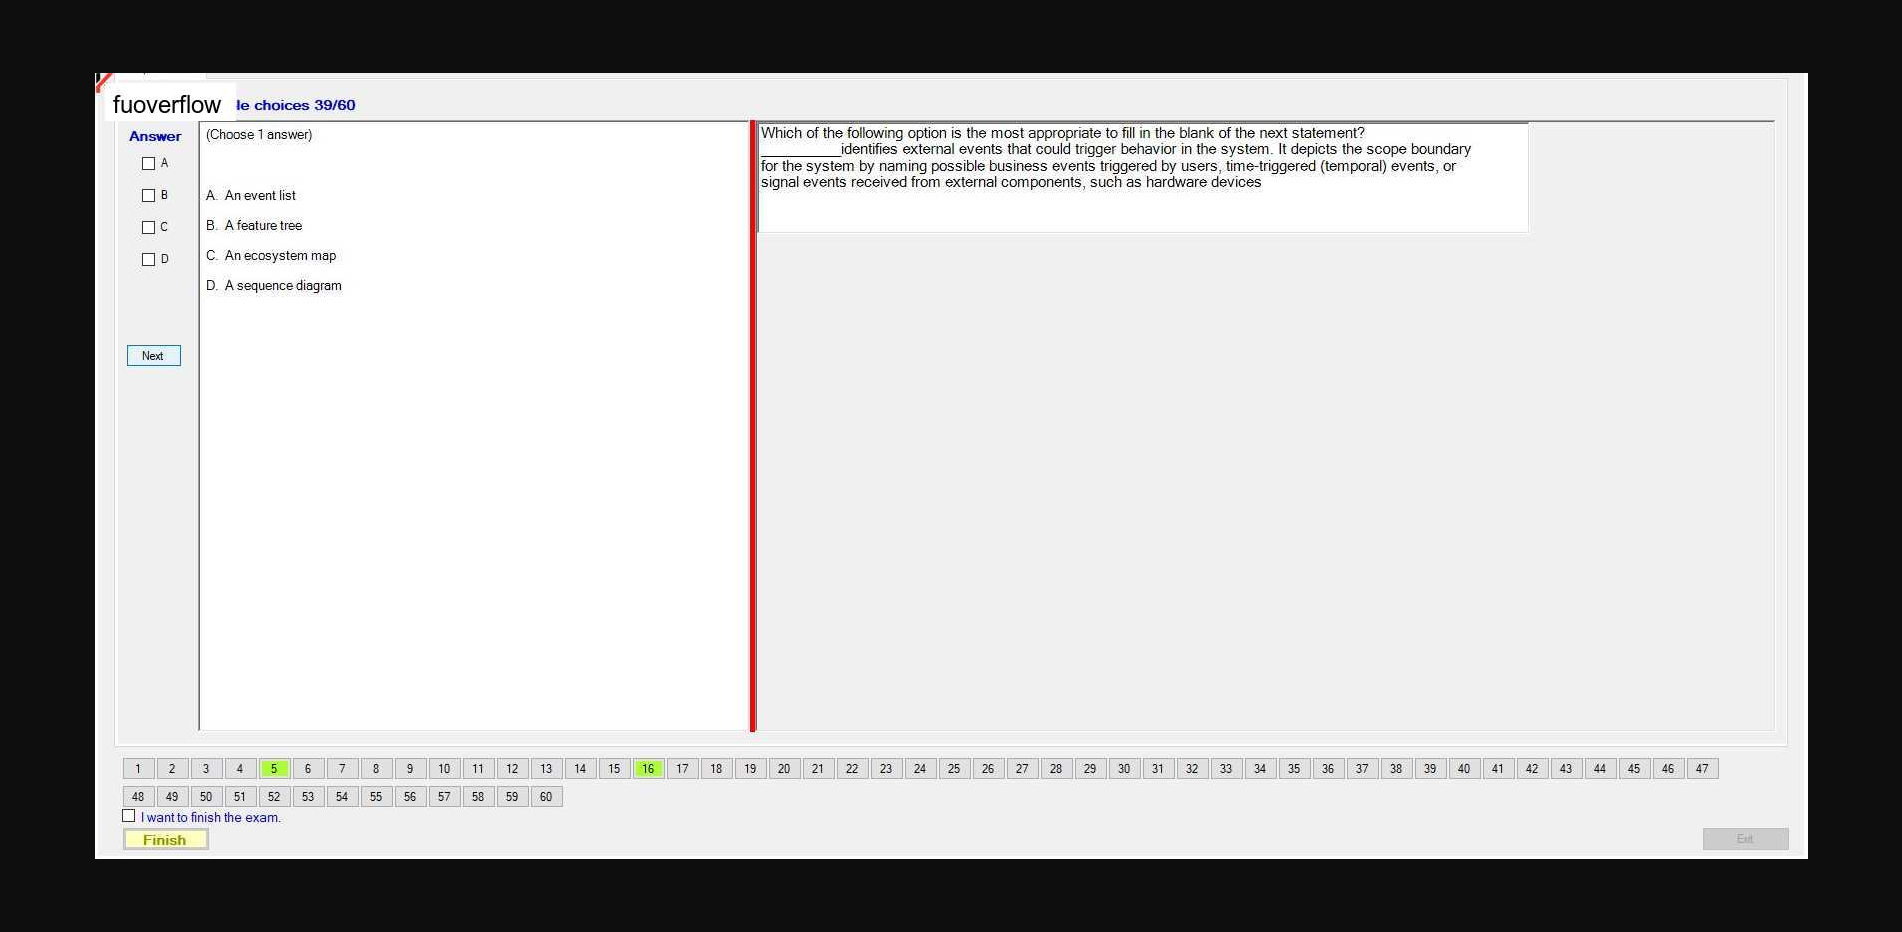 fuoverflow
le choices 39/60
Answer
A
B
C
D
Next
(Choose 1 answer)
A. An event list
B. A feature tree
C. An ecosystem map
D. A sequence diagram
Which of the following option is the most appropriate to fill in the blank of the next statement?
__________identifies external events that could trigger behavior in the system. It depicts the scope boundary
for the system by naming possible business events triggered by users, time-triggered (temporal) events, or
signal events received from external components, such as hardware devices
1 2 3 4 5 6 7 8 9 10 11 12 13 14 15 16 17 18 19 20 21 22 23 24 25 26 27 28 29 30 31 32 33 34 35 36 37 38 39 40 41 42 43 44 45 46 47
48 49 50 51 52 53 54 55 56 57 58 59 60
I want to finish the exam.
Finish
Exit